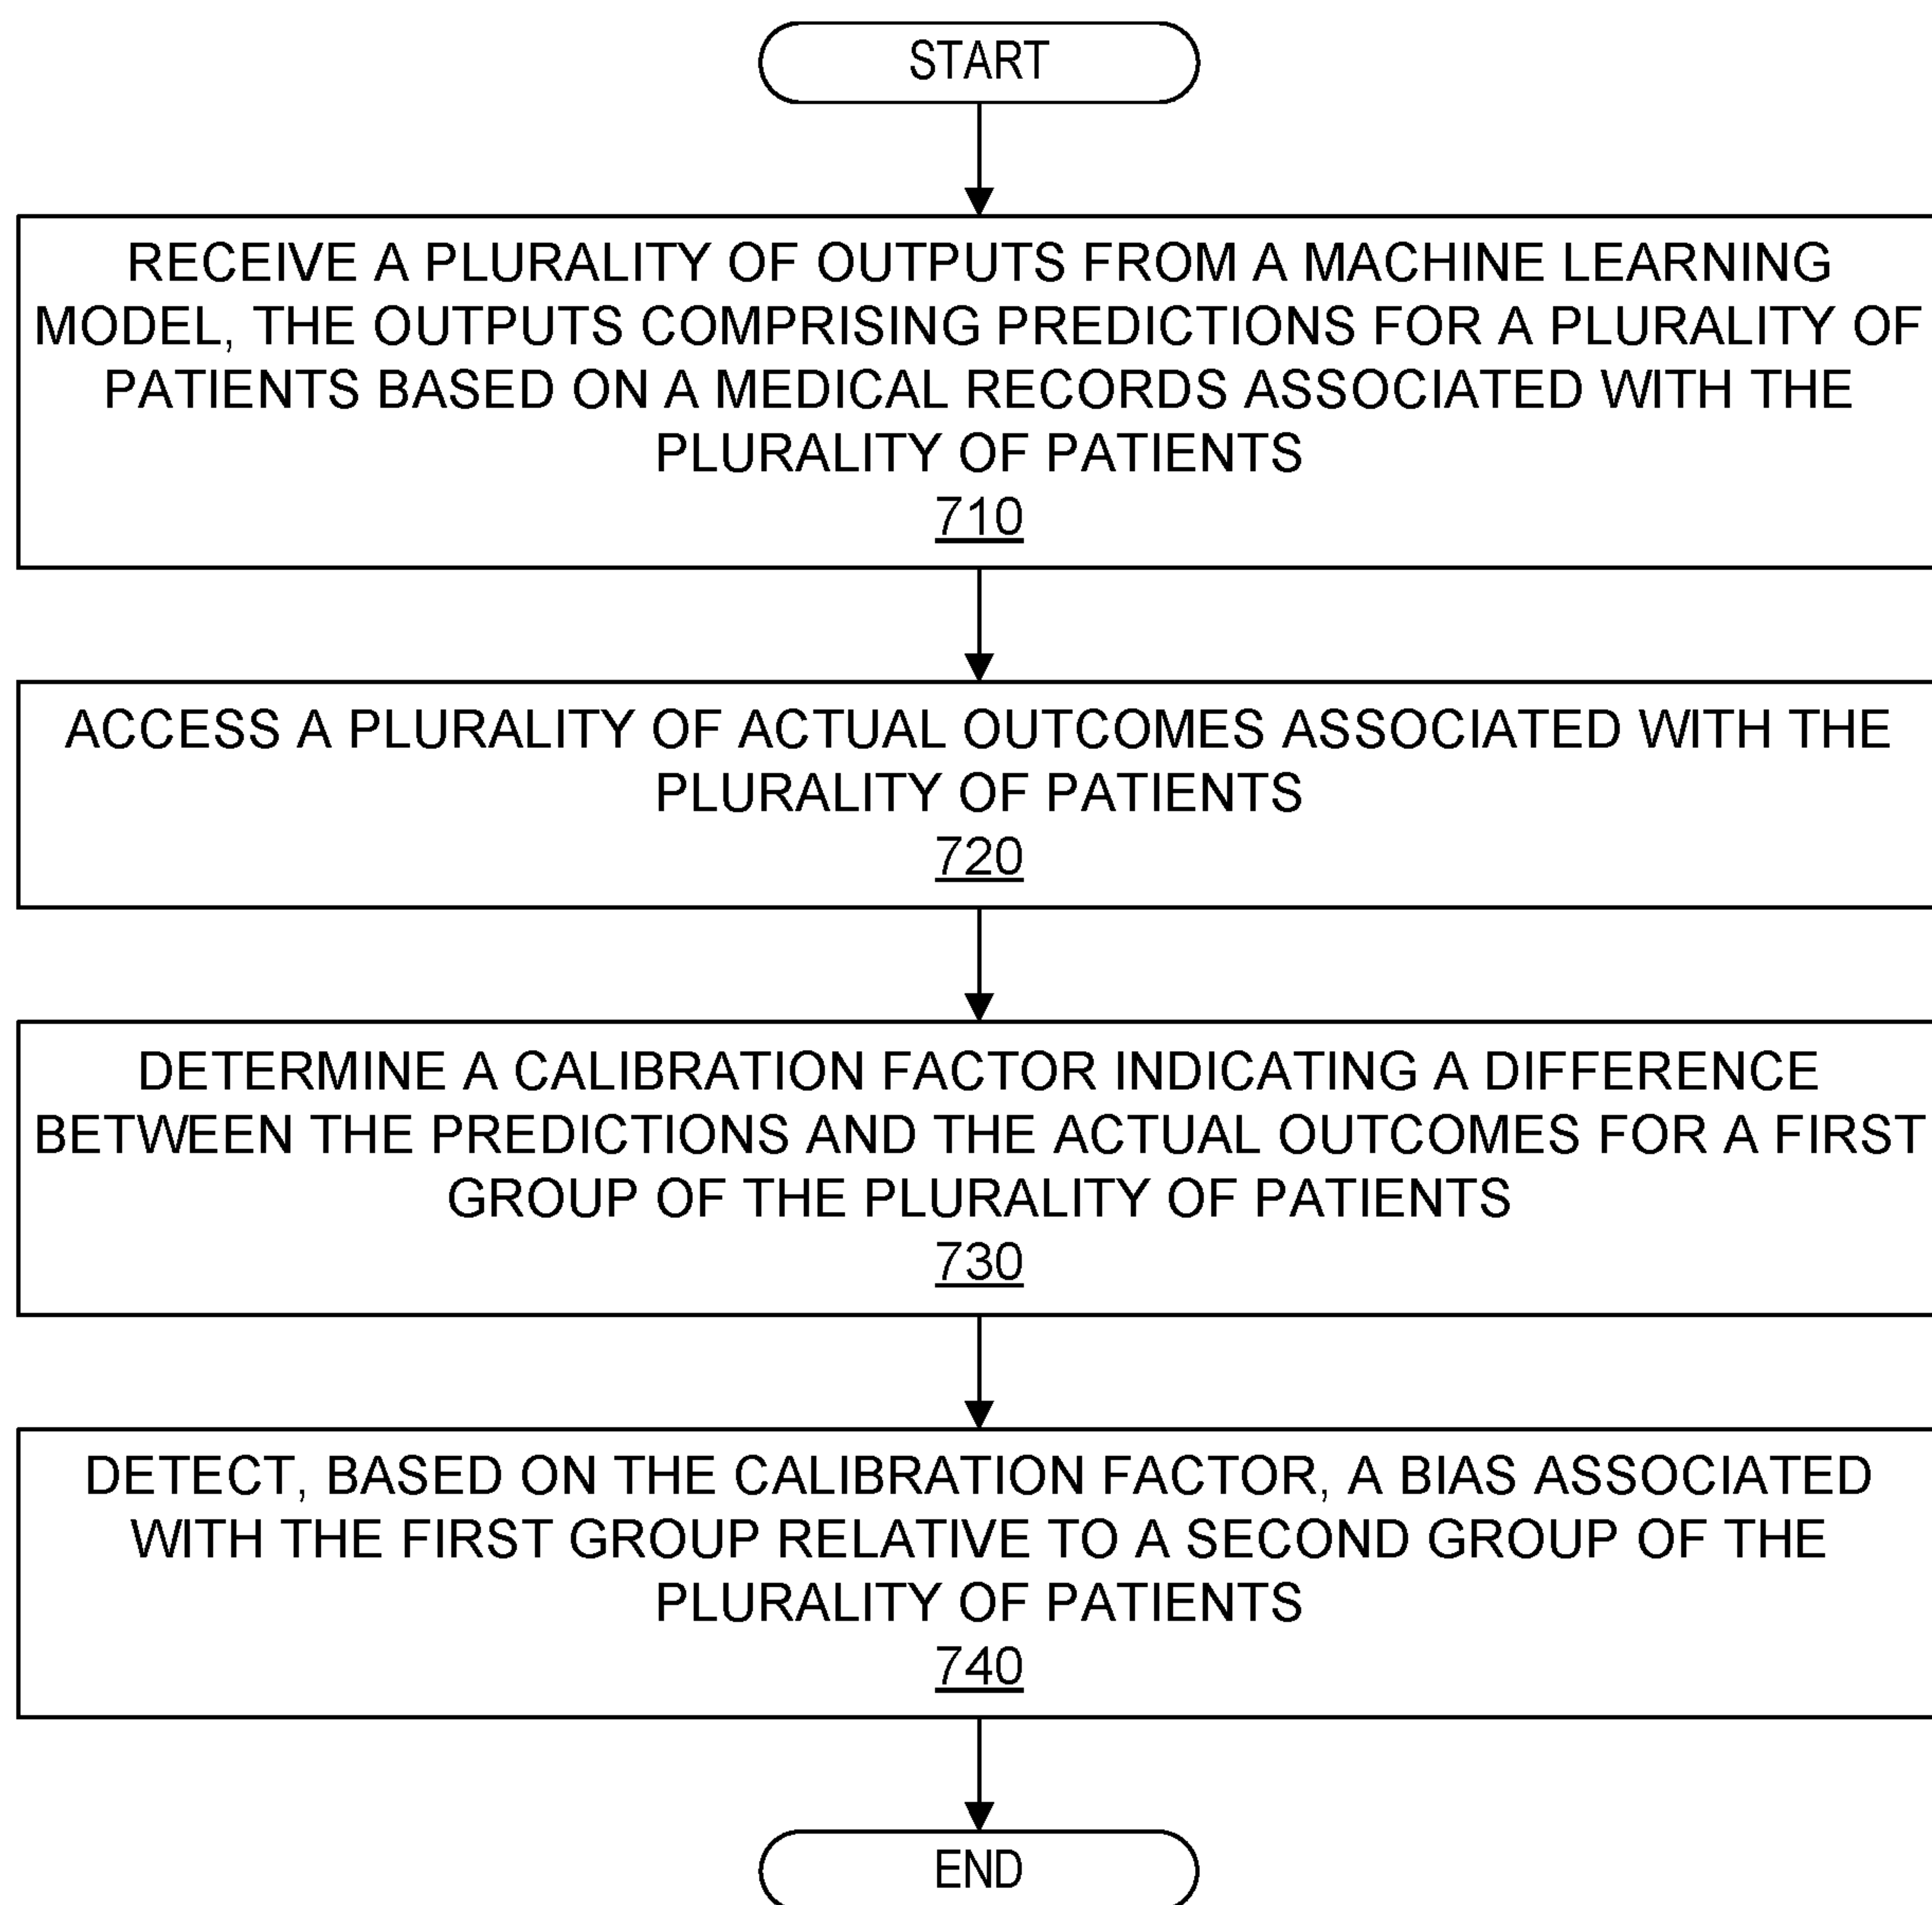 START
RECEIVE A PLURALITY OF OUTPUTS FROM A MACHINE LEARNING
MODEL, THE OUTPUTS COMPRISING PREDICTIONS FOR A PLURALITY OF
PATIENTS BASED ON A MEDICAL RECORDS ASSOCIATED WITH THE
PLURALITY OF PATIENTS
710
ACCESS A PLURALITY OF ACTUAL OUTCOMES ASSOCIATED WITH THE
PLURALITY OF PATIENTS
720
DETERMINE A CALIBRATION FACTOR INDICATING A DIFFERENCE
BETWEEN THE PREDICTIONS AND THE ACTUAL OUTCOMES FOR A FIRST
GROUP OF THE PLURALITY OF PATIENTS
730
DETECT, BASED ON THE CALIBRATION FACTOR, A BIAS ASSOCIATED
WITH THE FIRST GROUP RELATIVE TO A SECOND GROUP OF THE
PLURALITY OF PATIENTS
740
END